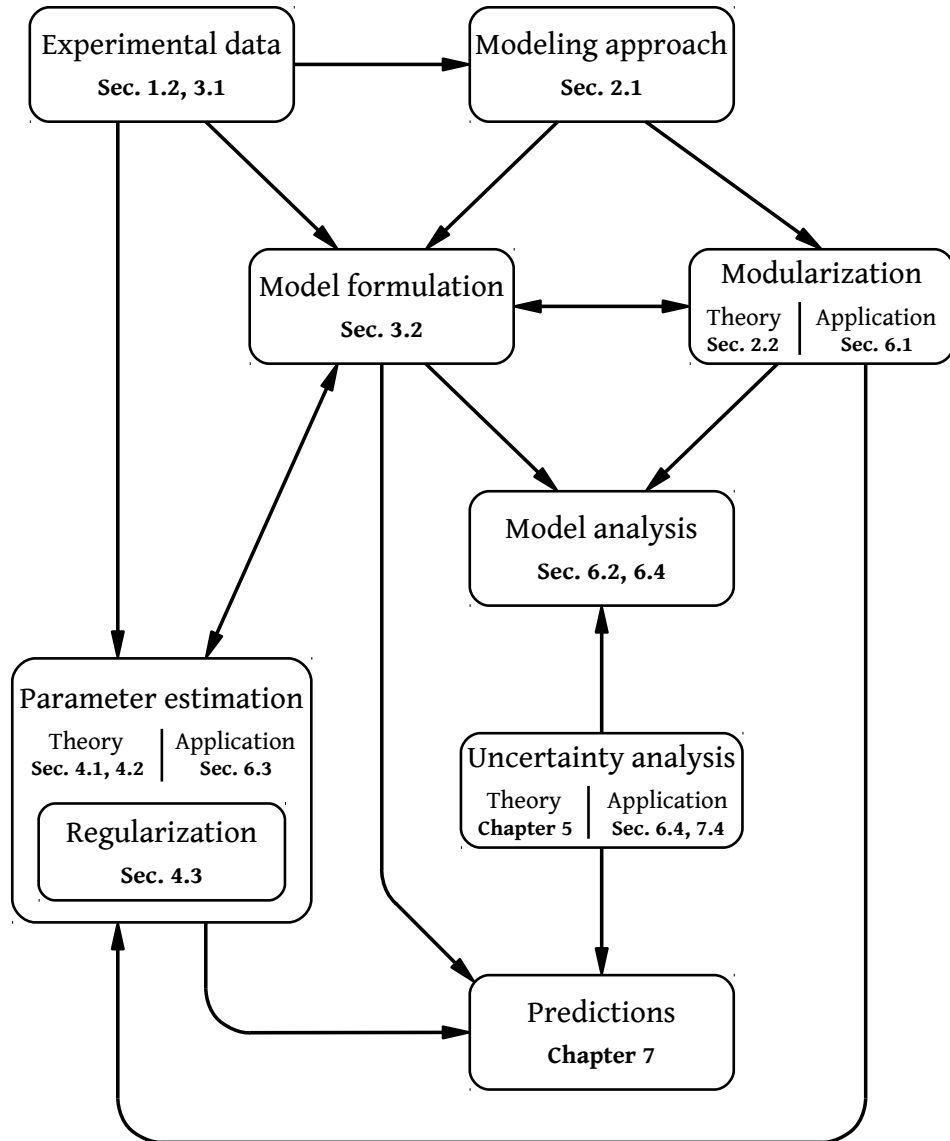 Experimental data
Sec. 1.2, 3.1
Modeling approach
Sec. 2.1
Model formulation
Sec. 3.2
Modularization
Theory
Sec. 2.2
Application
Sec. 6.1
Model analysis
Sec. 6.2, 6.4
Parameter estimation
Theory
Sec. 4.1, 4.2
Application
Sec. 6.3
Regularization
Sec. 4.3
Uncertainty analysis
Theory
Chapter 5
Application
Sec. 6.4, 7.4
Predictions
Chapter 7